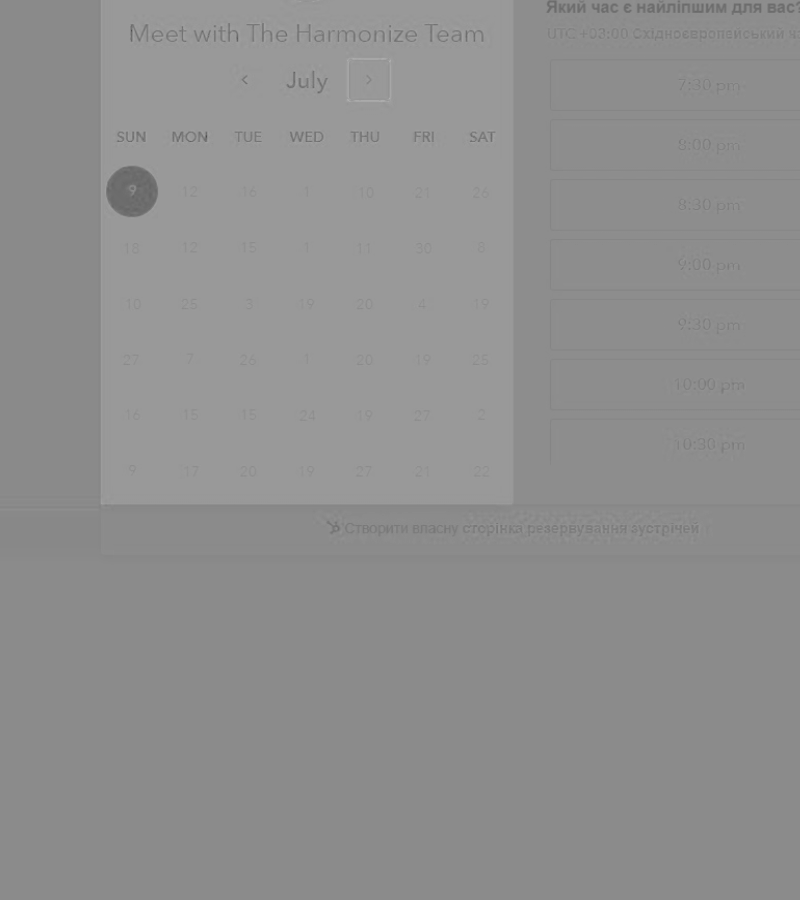 Meet with The Harmonize Team
July
SUN MON TUE WED THU FRI SAT
9 12 16 1 10 21 26
18 12 15 1 11 30 8
10 25 3 19 20 4 19
27 7 26 1 20 19 25
16 15 15 24 19 27 2
9 17 20 19 27 21 22
Який час є найліпшим для вас?
UTC +03:00 Східноєвропейський
7:30 pm
8:00 pm
8:30 pm
9:00 pm
9:30 pm
10:00 pm
10:30 pm
Створити власну сторінка резервування зустрічей